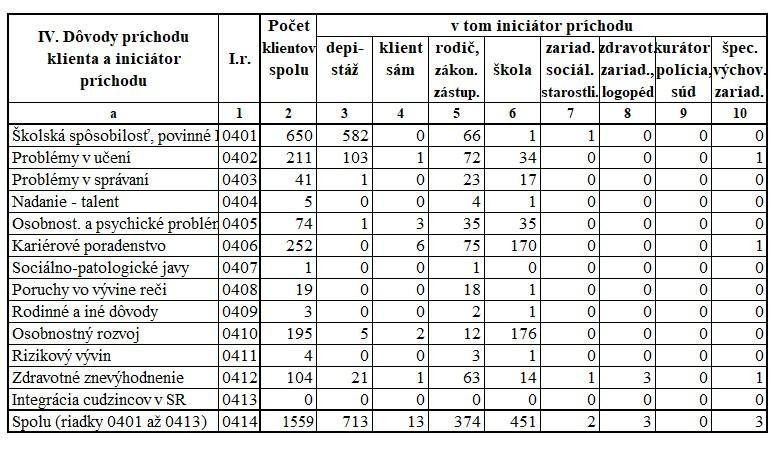 IV. Dôvody príchodu klienta a iniciátor príchodu I.r. Počet klientov spolu v tom iniciátor príchodu
depi-stáž klient sám rodič, zákon. zástup. škola zariad. sociál. starostli. zdravot. zariad., logopéd kurátor polícia, súd špec. výchov. zariad.
a 1 2 3 4 5 6 7 8 9 10
Školská spôsobilosť, povinné 0401 650 582 0 66 1 1 0 0 0
Problémy v učení 0402 211 103 1 72 34 0 0 0 1
Problémy v správaní 0403 41 1 0 23 17 0 0 0 0
Nadanie - talent 0404 5 0 0 4 1 0 0 0 0
Osobnost. a psychické problén 0405 74 1 3 35 35 0 0 0 0
Kariérové poradenstvo 0406 252 0 6 75 170 0 0 0 1
Sociálno-patologické javy 0407 1 0 0 1 0 0 0 0 0
Poruchy vo vývine reči 0408 19 0 0 18 1 0 0 0 0
Rodinné a iné dôvody 0409 3 0 0 2 1 0 0 0 0
Osobnostný rozvoj 0410 195 5 2 12 176 0 0 0 0
Rizikový vývin 0411 4 0 0 3 1 0 0 0 0
Zdravotné znevýhodnenie 0412 104 21 1 63 14 1 3 0 1
Integrácia cudzincov v SR 0413 0 0 0 0 0 0 0 0 0
Spolu (riadky 0401 až 0413) 0414 1559 713 13 374 451 2 3 0 3